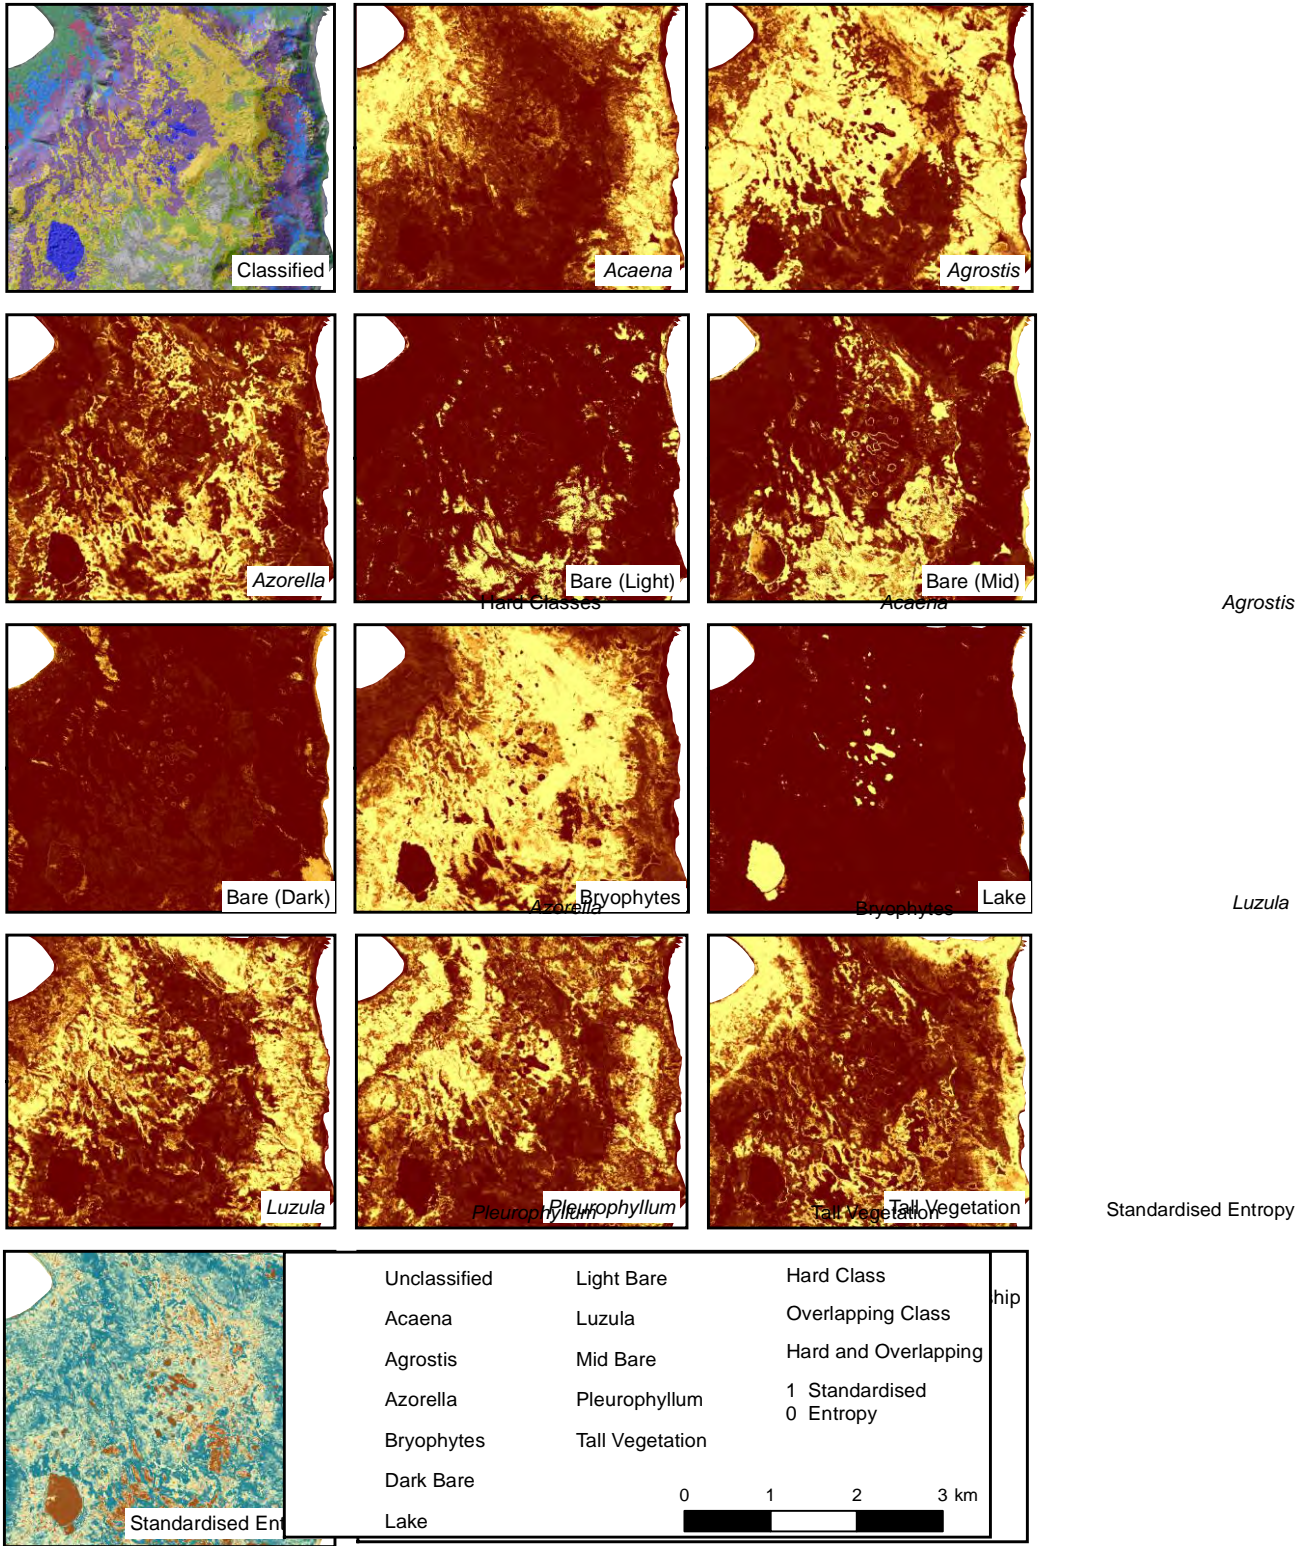 Classified
Acaena
Agrostis
Azorella
Bare (Light)
Bare (Mid)
Hard Classes
Acaena
Agrostis
Bare (Dark)
Bryophytes
Lake
Azorella
Bryophytes
Luzula
Luzula
Pleurophyllum
Tall Vegetation
Pleurophyllum
Tall Vegetation
Standardised Entropy
Standardised Ent
Unclassified
Acaena
Agrostis
Azorella
Bryophytes
Dark Bare
Lake
Light Bare
Luzula
Mid Bare
Pleurophyllum
Tall Vegetation
Hard Class
Overlapping Class
Hard and Overlapping
1 Standardised
0 Entropy
ship
0 1 2 3 km